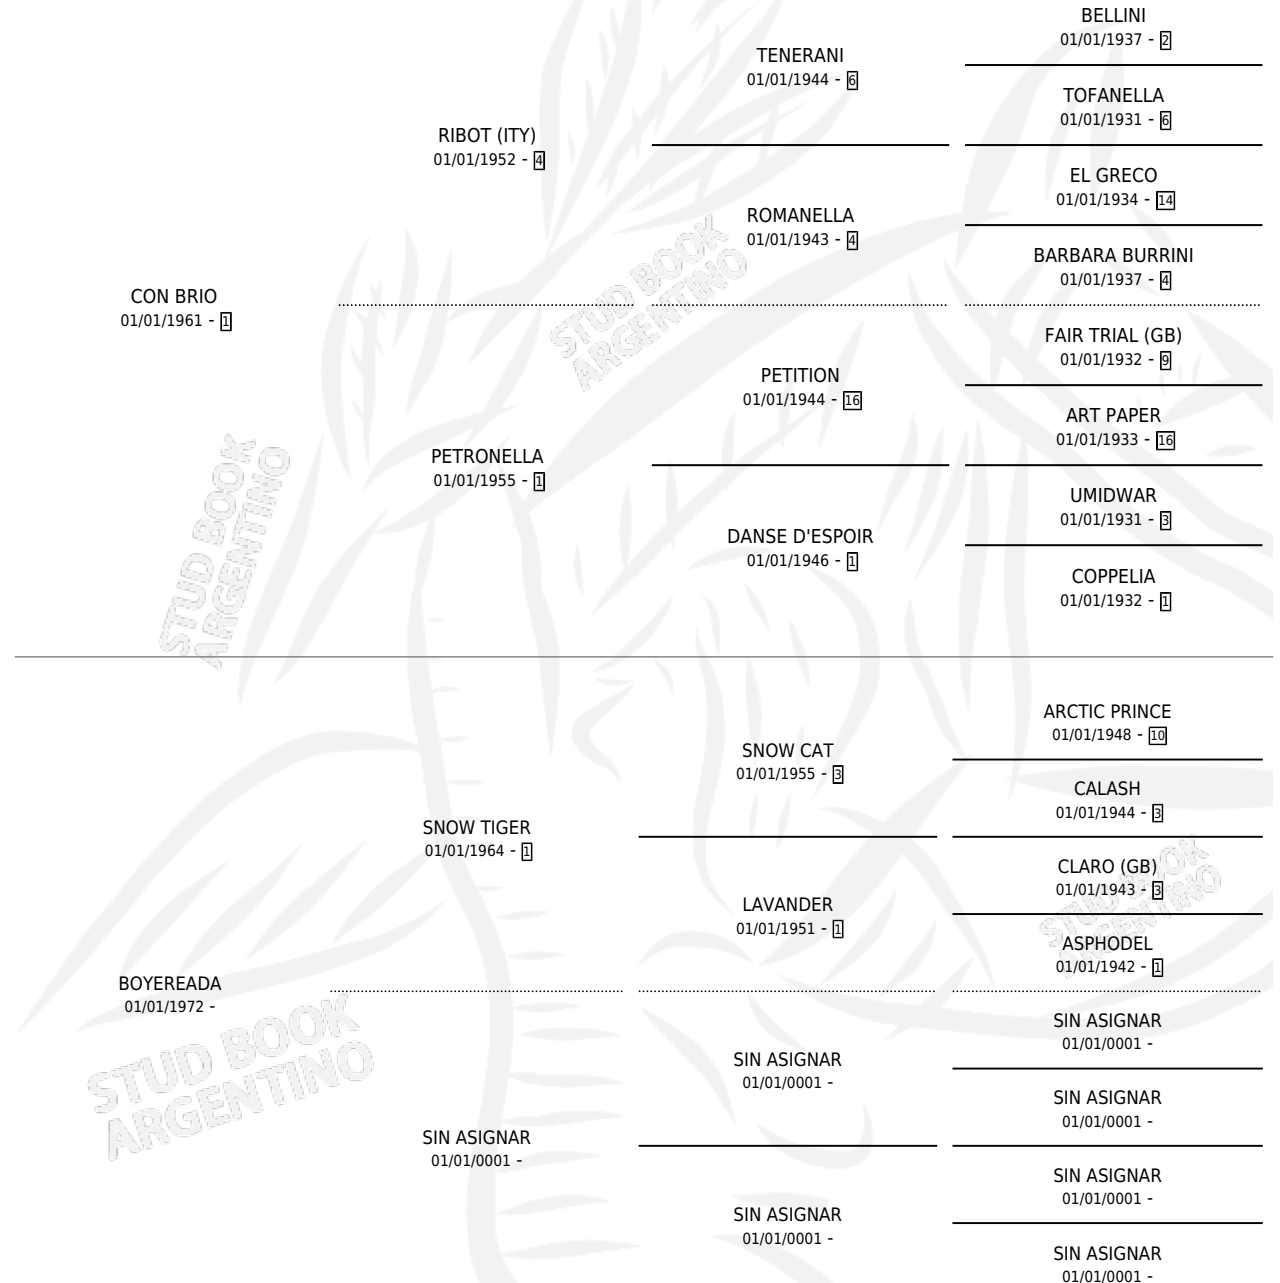 BELLINI
01/01/1937 - 2
TENERANI
01/01/1944 - 6
TOFANELLA
01/01/1931 - 6
RIBOT (ITY)
01/01/1952 - 4
EL GRECO
01/01/1934 - 14
ROMANELLA
01/01/1943 - 4
BARBARA BURRINI
01/01/1937 - 4
CON BRIO
01/01/1961 - 1
FAIR TRIAL (GB)
01/01/1932 - 9
PETITION
01/01/1944 - 16
ART PAPER
01/01/1933 - 16
PETRONELLA
01/01/1955 - 1
UMIDWAR
01/01/1931 - 3
DANSE D'ESPOIR
01/01/1946 - 1
COPPELIA
01/01/1932 - 1
ARCTIC PRINCE
01/01/1948 - 10
SNOW CAT
01/01/1955 - 3
CALASH
01/01/1944 - 3
SNOW TIGER
01/01/1964 - 1
CLARO (GB)
01/01/1943 - 3
LAVANDER
01/01/1951 - 1
ASPHODEL
01/01/1942 - 1
BOYEREADA
01/01/1972 -
SIN ASIGNAR
01/01/0001 -
SIN ASIGNAR
01/01/0001 -
SIN ASIGNAR
01/01/0001 -
SIN ASIGNAR
01/01/0001 -
SIN ASIGNAR
01/01/0001 -
SIN ASIGNAR
01/01/0001 -
SIN ASIGNAR
01/01/0001 -
STUD BOOK
ARGENTINO
STUD BOOK
ARGENTINO
STUD BOOK
ARGENTINO
STUD BOOK
ARGENTINO